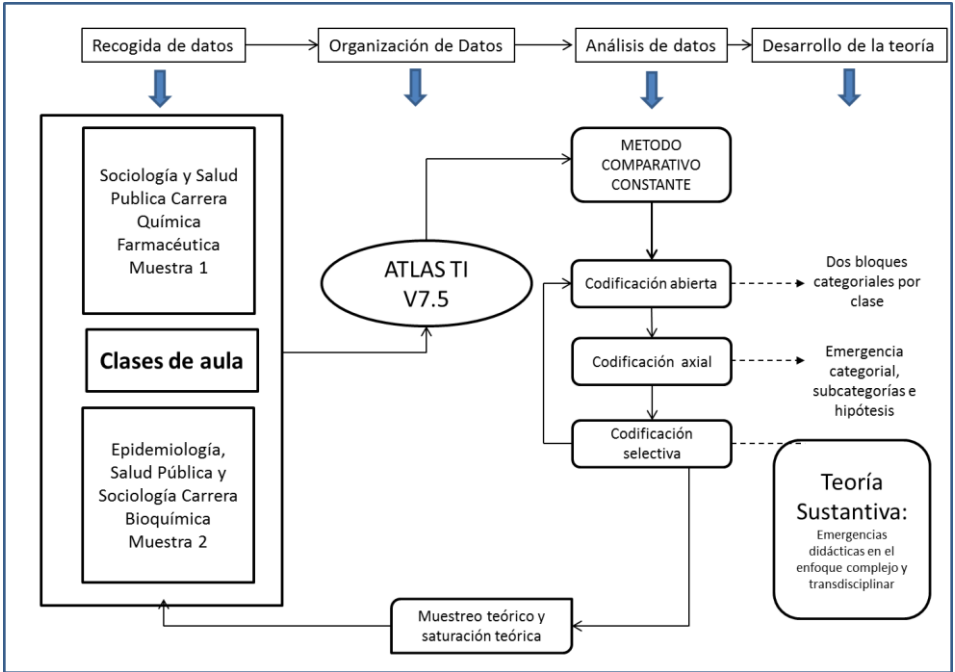 Recogida de datos
Organización de Datos
Análisis de datos
Desarrollo de la teoría
Sociología y Salud
Publica Carrera
Química
Farmacéutica
Muestra 1
Clases de aula
Epidemiología,
Salud Pública y
Sociología Carrera
Bioquímica
Muestra 2
ATLAS TI
V7.5
METODO
COMPARATIVO
CONSTANTE
Codificación abierta
Codificación axial
Codificación
selectiva
Dos bloques
categoriales por
clase
Emergencia
categorial,
subcategorías e
hipótesis
Teoría
Sustantiva:
Emergencias
didácticas en el
enfoque complejo y
transdisciplinar
Muestreo teórico y
saturación teórica